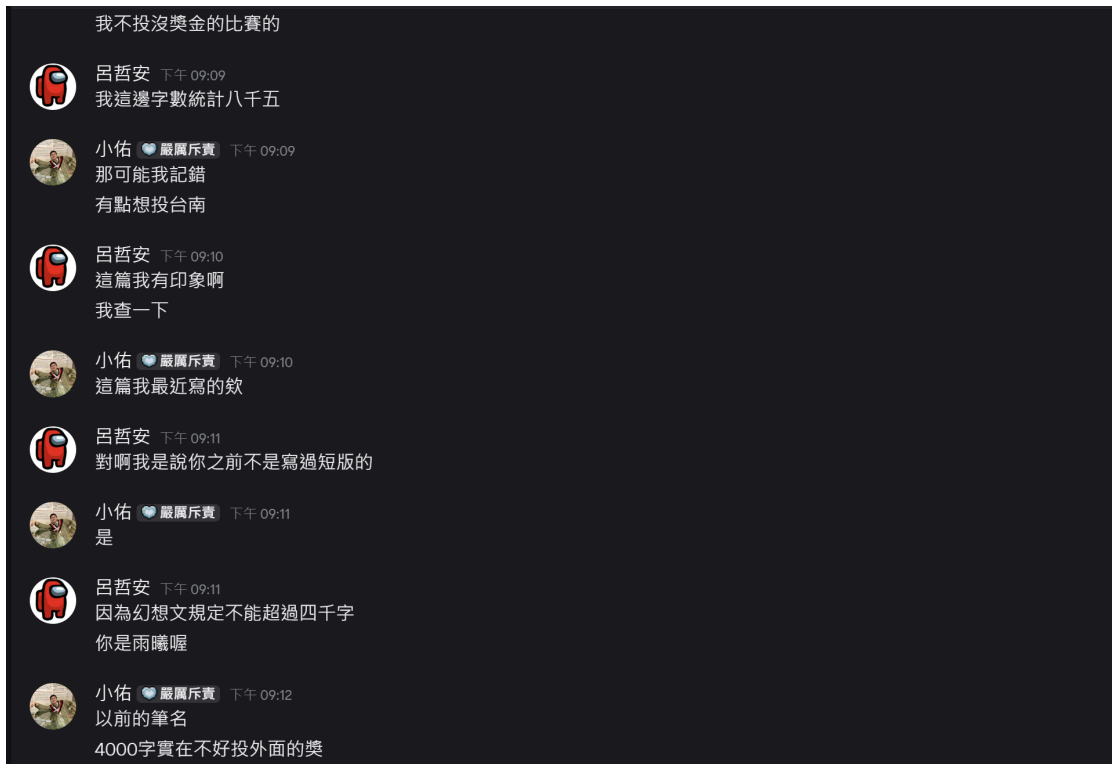 我不投沒獎金的比賽的
呂哲安 下午 09:09
我這邊字數統計八千五
小佑 嚴厲斥責 下午 09:09
那可能我記錯
有點想投台南
呂哲安 下午 09:10
這篇我有印象啊
我查一下
小佑 嚴厲斥責 下午 09:10
這篇我最近寫的欸
呂哲安 下午 09:11
對啊我是說你之前不是寫過短版的
小佑 嚴厲斥責 下午 09:11
是
呂哲安 下午 09:11
因為幻想文規定不能超過四千字
你是雨曦喔
小佑 嚴厲斥責 下午 09:12
以前的筆名
4000字實在不好投外面的獎